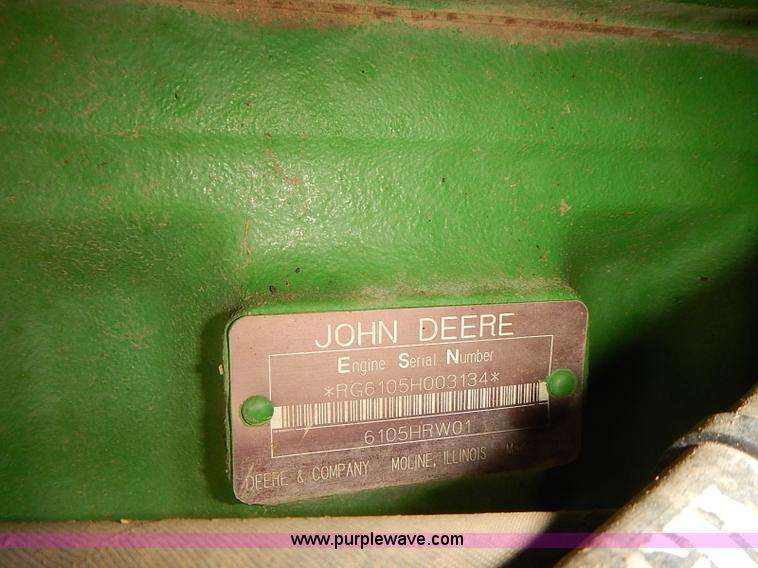 JOHN DEERE
Engine Serial Number
*RG6105H003134*
6105HRW01
DEERE & COMPANY MOLINE, ILLINOIS
www.purplewave.com